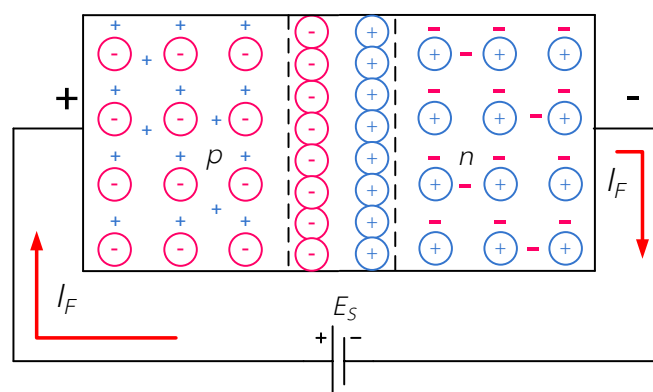 + -
p n
I_F
I_F
E_S
+ -